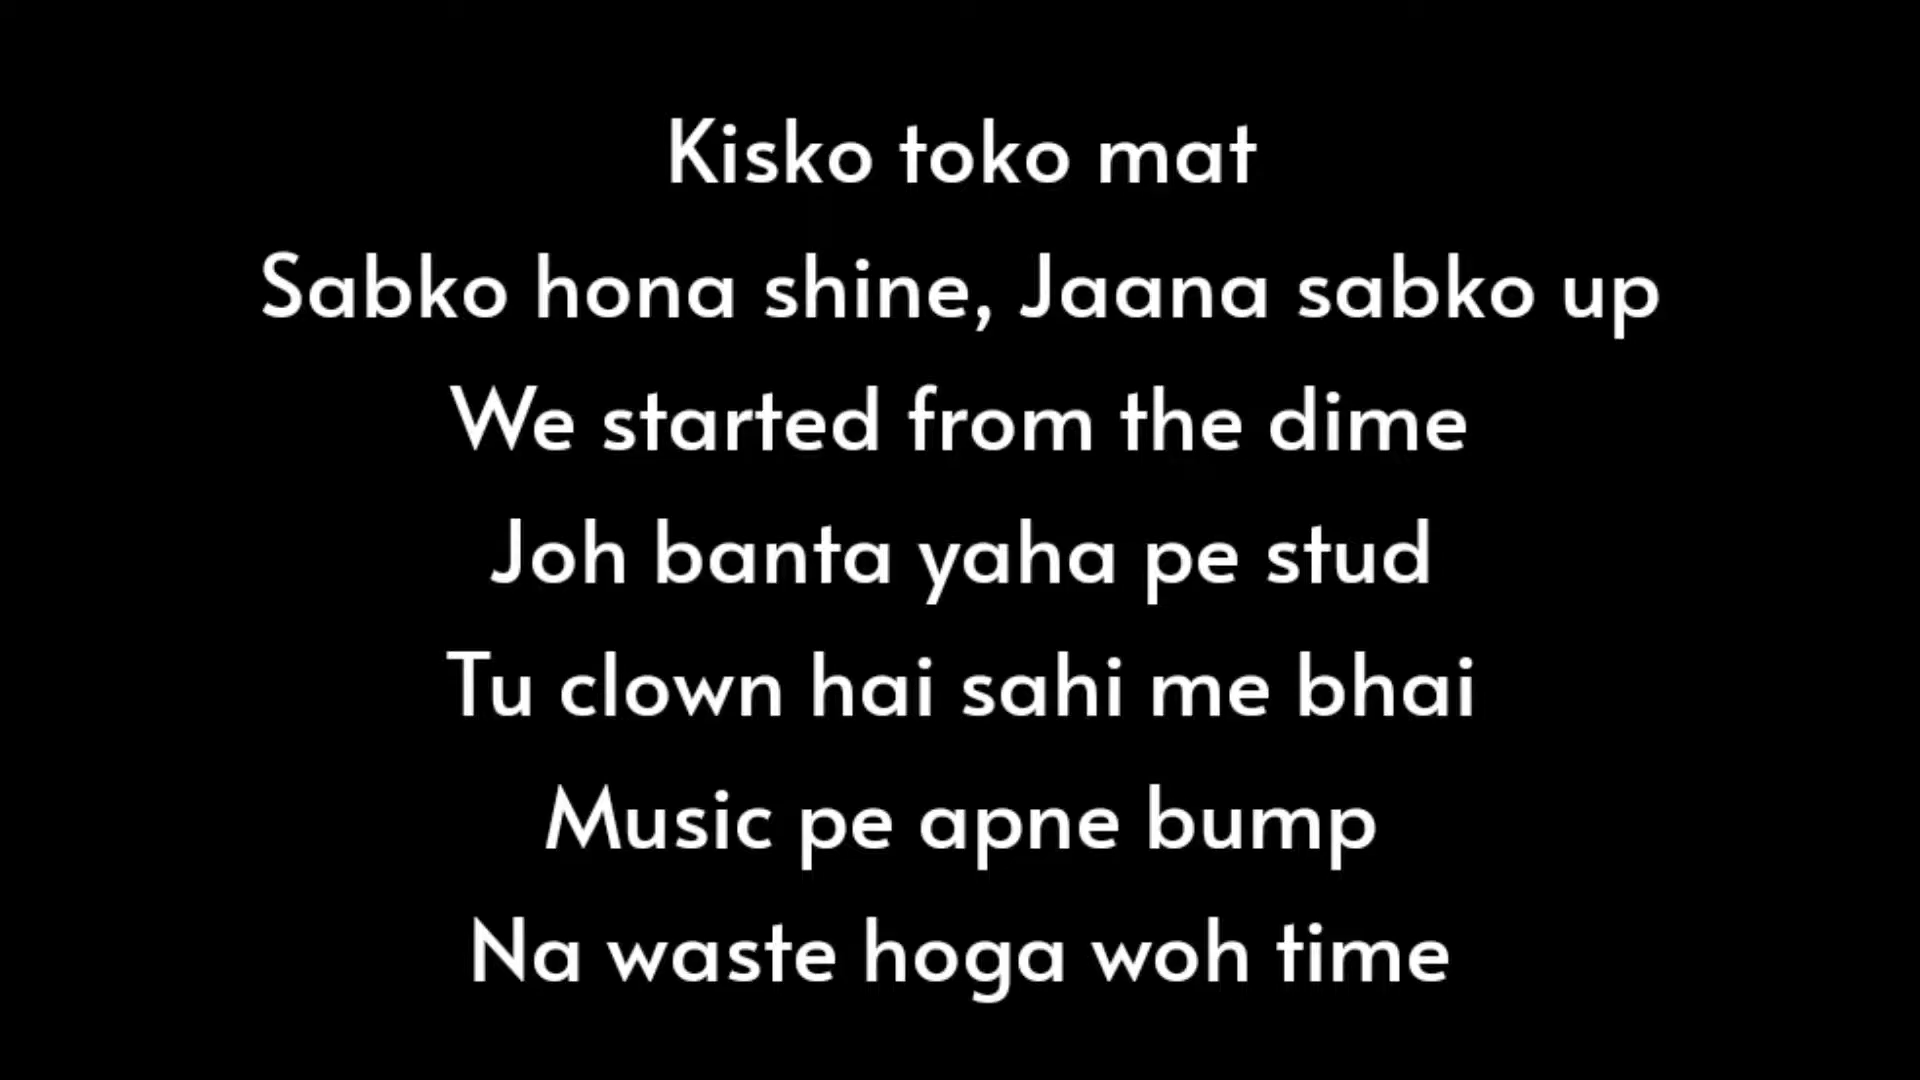 Kisko toko mat
Sabko hona shine, Jaana sabko up
We started from the dime
Joh banta yaha pe stud
Tu clown hai sahi me bhai
Music pe apne bump
Na waste hoga woh time